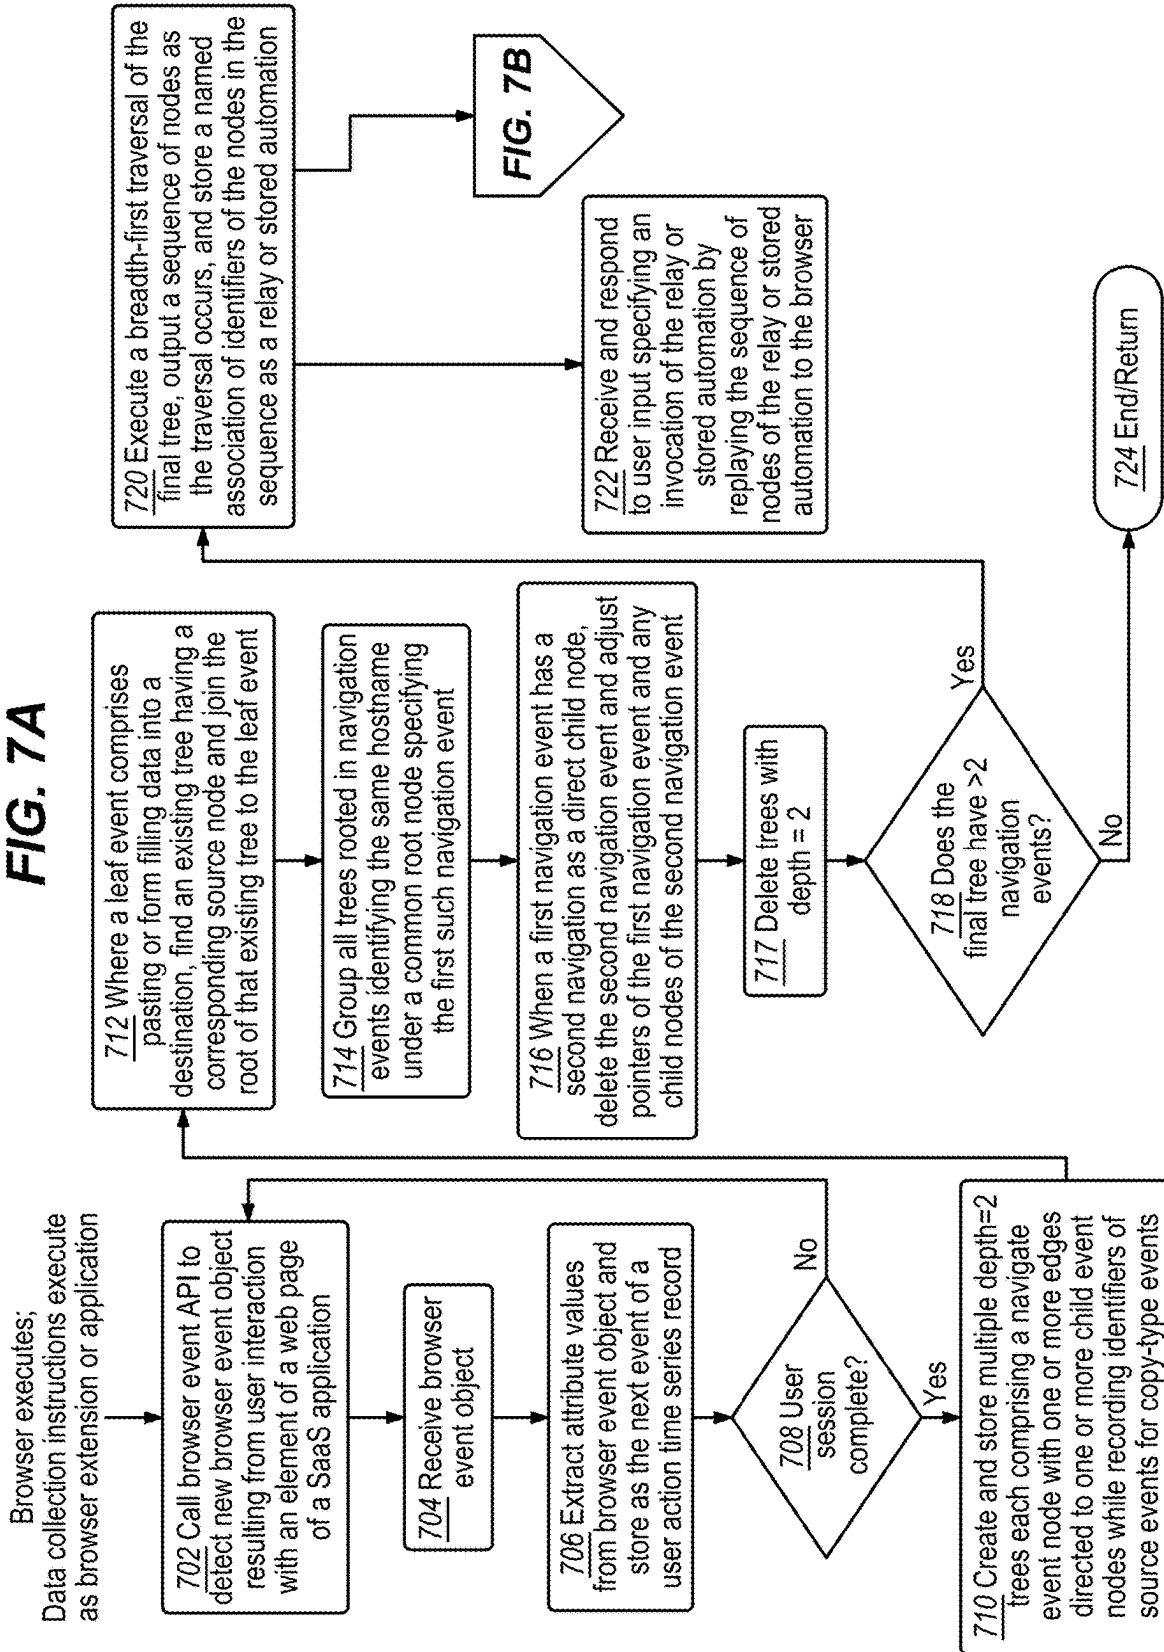 FIG. 7A
Browser executes;
Data collection instructions execute
as browser extension or application
702 Call browser event API to
detect new browser event object
resulting from user interaction
with an element of a web page
of a SaaS application
704 Receive browser
event object
706 Extract attribute values
from browser event object and
store as the next event of a
user action time series record
708 User
session
complete?
No
Yes
710 Create and store multiple depth=2
trees each comprising a navigate
event node with one or more edges
directed to one or more child event
nodes while recording identifiers of
source events for copy-type events
712 Where a leaf event comprises
pasting or form filling data into a
destination, find an existing tree having a
corresponding source node and join the
root of that existing tree to the leaf event
714 Group all trees rooted in navigation
events identifying the same hostname
under a common root node specifying
the first such navigation event
716 When a first navigation event has a
second navigation as a direct child node,
delete the second navigation event and adjust
pointers of the first navigation event and any
child nodes of the second navigation event
717 Delete trees with
depth = 2
718 Does the
final tree have >2
navigation
events?
Yes
No
720 Execute a breadth-first traversal of the
final tree, output a sequence of nodes as
the traversal occurs, and store a named
association of identifiers of the nodes in the
sequence as a relay or stored automation
722 Receive and respond
to user input specifying an
invocation of the relay or
stored automation by
replaying the sequence of
nodes of the relay or stored
automation to the browser
FIG. 7B
724 End/Return